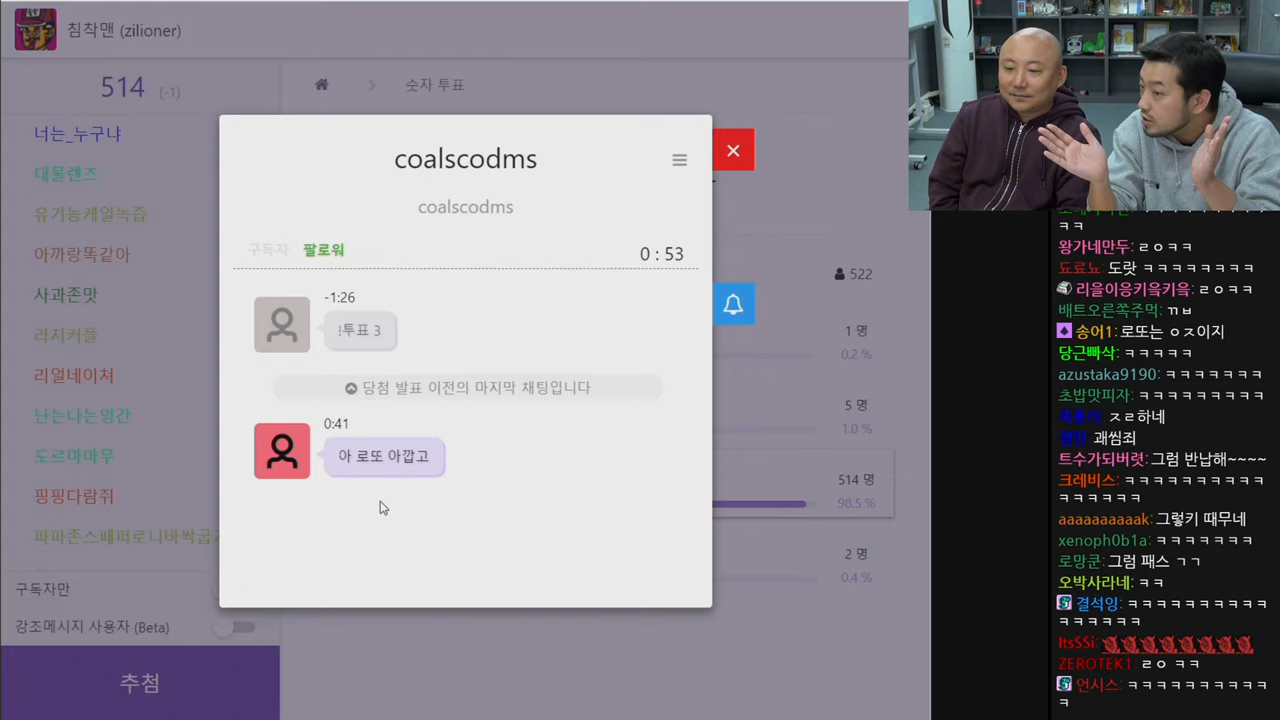 침착맨 (zilioner)
514 (-1)
숫자 투표
너는_누구냐
대물렌즈
유기농게일녹즙
아까랑똑같아
사과존맛
라지커플
리얼네이쳐
난는나는잉간
도르마마무
핑핑다람쥐
파파존스페퍼로니바싹굽
구독자만
강조메시지 사용자 (Beta)
추첨
coalscodms
coalscodms
구독자 팔로워
0 : 53
-1:26
!투표 3
당첨 발표 이전의 마지막 채팅입니다
0:41
아 로또 아깝고
522
1 명
0.2 %
5 명
1.0 %
514 명
98.5 %
2 명
0.4 %
ㅋㅋ
왕가네만두: ㄹㅇㅋㅋ
됴료뇨: 도랏 ㅋㅋㅋㅋㅋㅋㅋㅋ
리을이응키읔키읔: ㄹㅇㅋㅋ
배트오른쪽주먹: ㄲㅂ
송어1: 로또는 ㅇㅈ이지
당근빠삭: ㅋㅋㅋㅋㅋ
azustaka9190: ㅋㅋㅋㅋㅋㅋㅋ
초밥맛피자: ㅋㅋㅋㅋㅋㅋㅋㅋㅋ
ㅈㄹ하네
괘씸죄
트수가되버렷: 그럼 반납해~~~~
크레비스: ㅋㅋㅋㅋㅋㅋㅋㅋㅋㅋ
ㅋㅋㅋㅋㅋㅋ
aaaaaaaaaak: 그렇키 때무네
xenoph0b1a: ㅋㅋㅋㅋㅋㅋㅋ
로망쿤: 그럼 패스 ㄱㄱ
오박사라네: ㅋㅋ
결석잉: ㅋㅋㅋㅋㅋㅋㅋㅋㅋㅋ
ㅋㅋㅋㅋㅋㅋ
ItsSSi:
ZEROTEK1 ㄹㅇ ㅋㅋ
언시스: ㅋㅋㅋㅋㅋㅋㅋㅋㅋㅋ
ㅋ